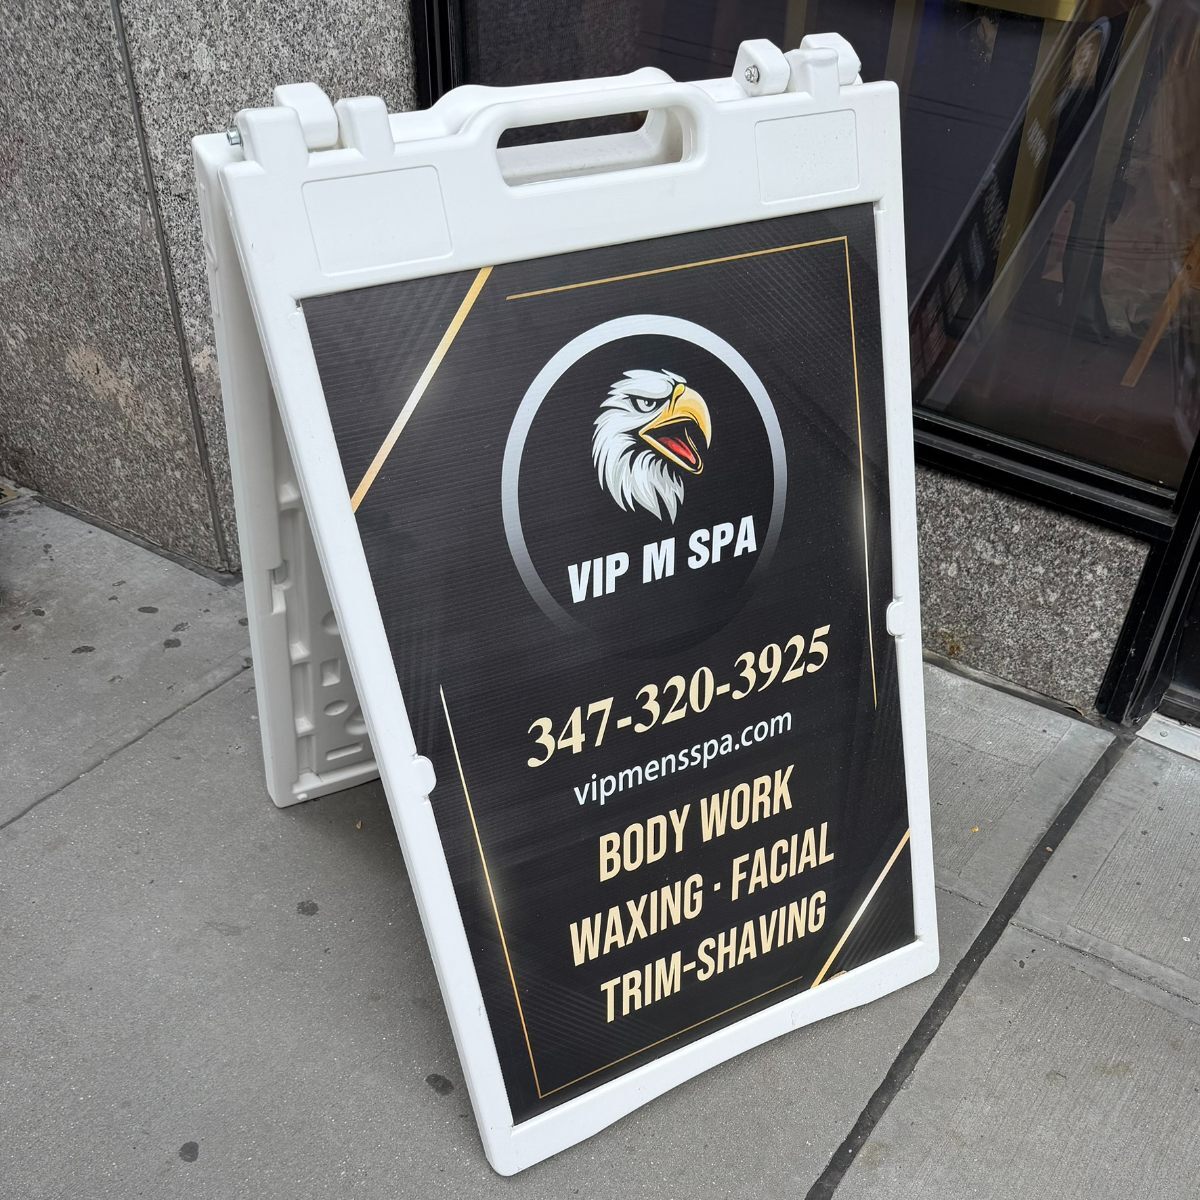 VIP M SPA
347-320-3925
vipmensspa.com
BODY WORK
WAXING · FACIAL
TRIM-SHAVING